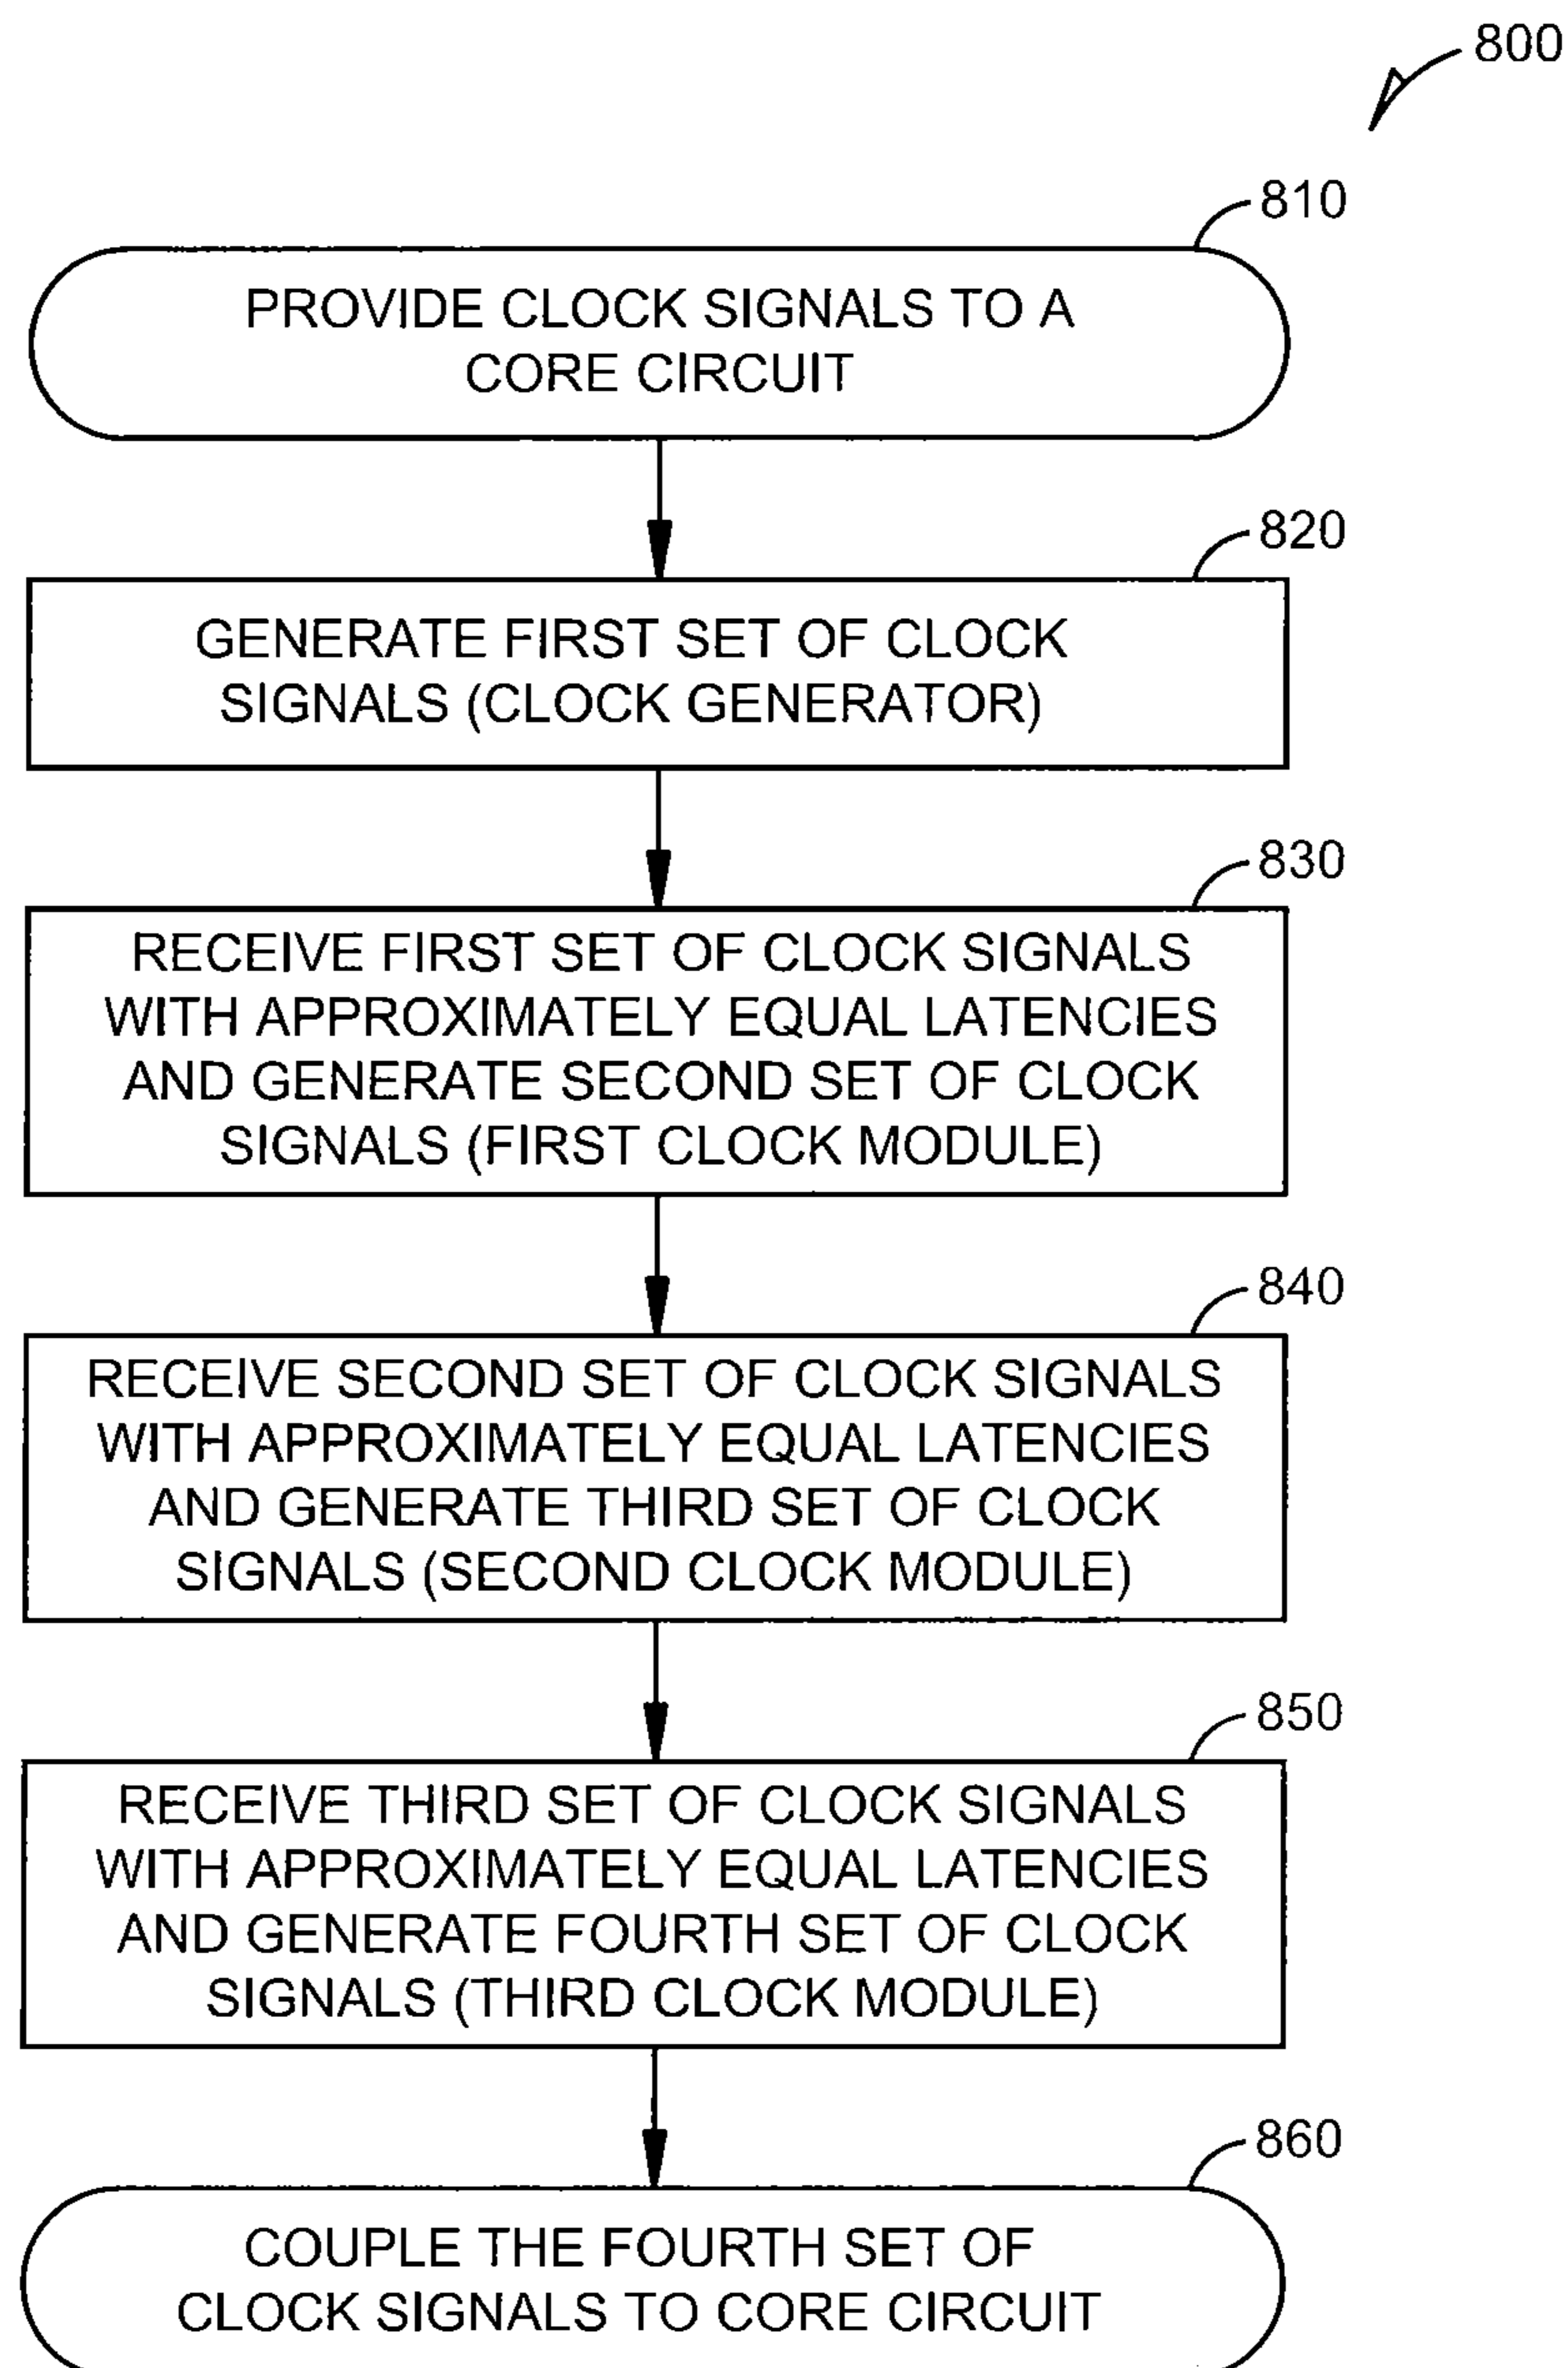 800
810
PROVIDE CLOCK SIGNALS TO A
CORE CIRCUIT
820
GENERATE FIRST SET OF CLOCK
SIGNALS (CLOCK GENERATOR)
830
RECEIVE FIRST SET OF CLOCK SIGNALS
WITH APPROXIMATELY EQUAL LATENCIES
AND GENERATE SECOND SET OF CLOCK
SIGNALS (FIRST CLOCK MODULE)
840
RECEIVE SECOND SET OF CLOCK SIGNALS
WITH APPROXIMATELY EQUAL LATENCIES
AND GENERATE THIRD SET OF CLOCK
SIGNALS (SECOND CLOCK MODULE)
850
RECEIVE THIRD SET OF CLOCK SIGNALS
WITH APPROXIMATELY EQUAL LATENCIES
AND GENERATE FOURTH SET OF CLOCK
SIGNALS (THIRD CLOCK MODULE)
860
COUPLE THE FOURTH SET OF
CLOCK SIGNALS TO CORE CIRCUIT